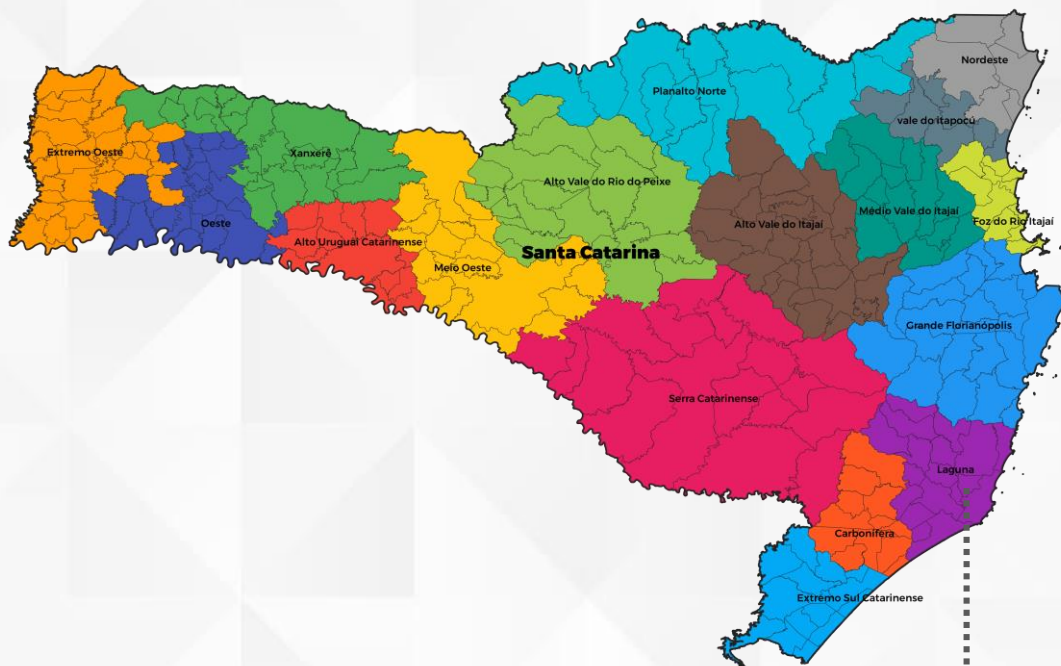 Nordeste
Planalto Norte
vale do Itapocú
Extremo Oeste
Xanxerê
Alto Vale do Rio do Peixe
Médio Vale do Itajaí
Foz do Rio Itajaí
Oeste
Alto Vale do Itajaí
Alto Uruguai Catarinense
Santa Catarina
Meio Oeste
Grande Florianópolis
Serra Catarinense
Laguna
Carbonífera
Extremo Sul Catarinense